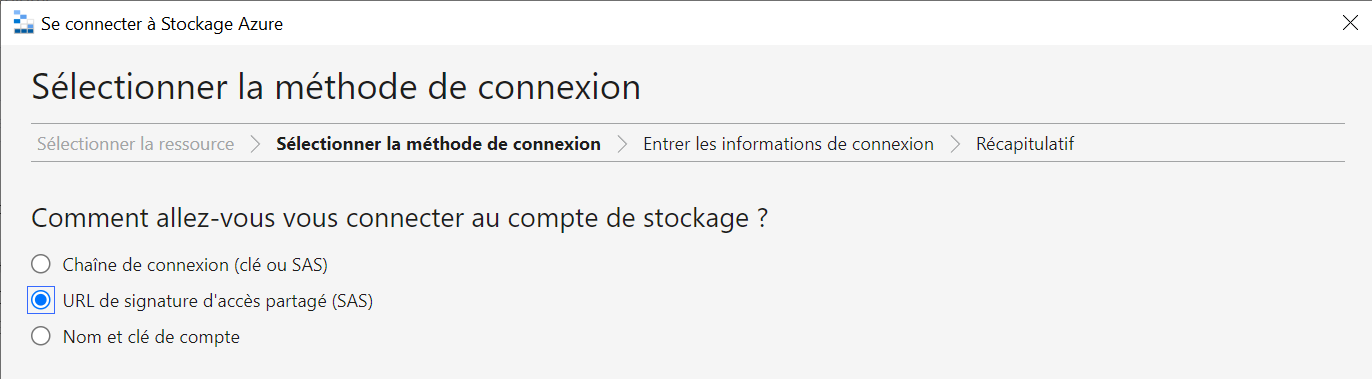 Se connecter à Stockage Azure
Sélectionner la méthode de connexion
Sélectionner la ressource Sélectionner la méthode de connexion Entrer les informations de connexion Récapitulatif
Comment allez-vous vous connecter au compte de stockage ?
Chaîne de connexion (clé ou SAS)
URL de signature d'accès partagé (SAS)
Nom et clé de compte